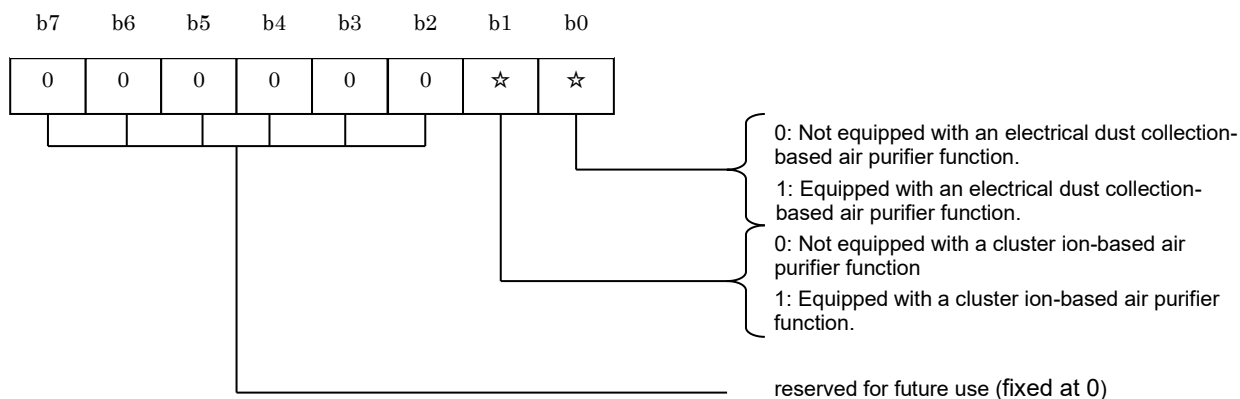 b7 b6 b5 b4 b3 b2 b1 b0
0 0 0 0 0 0 ☆ ☆
0: Not equipped with an electrical dust collection-
based air purifier function.
1: Equipped with an electrical dust collection-
based air purifier function.
0: Not equipped with a cluster ion-based air
purifier function
1: Equipped with a cluster ion-based air purifier
function.
reserved for future use (fixed at 0)